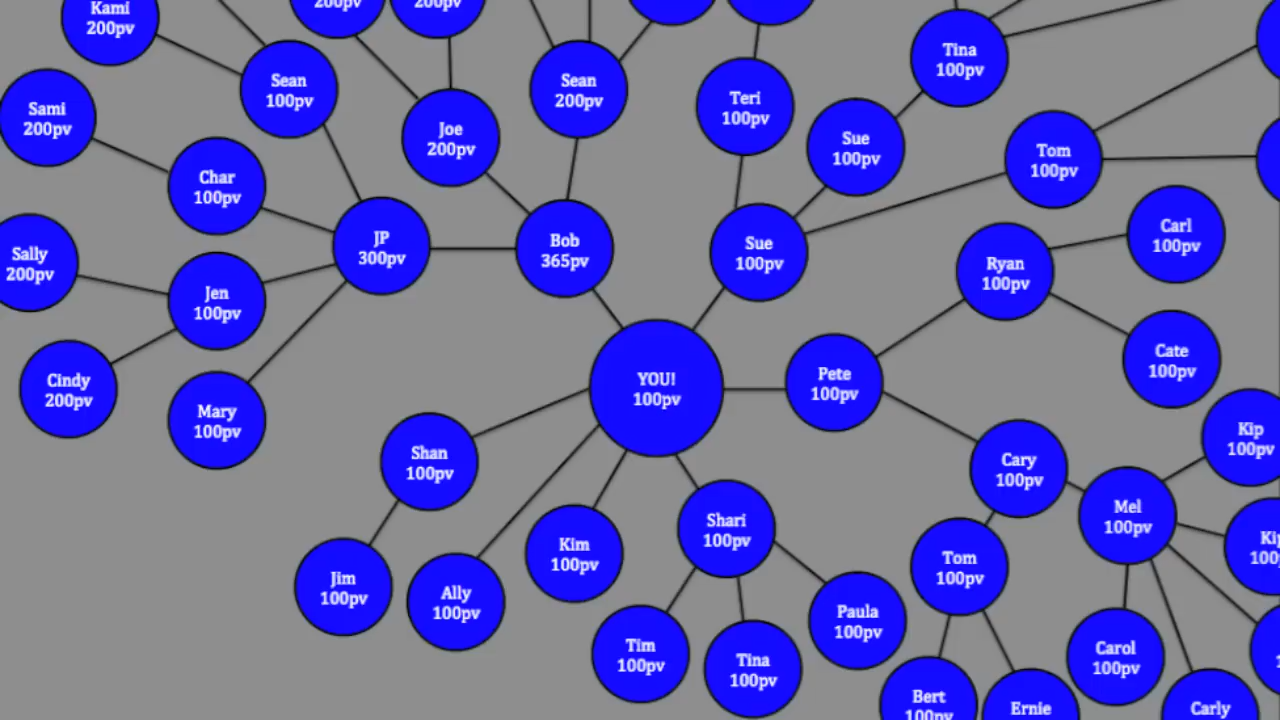 Kami
200pv
200pv
200pv
Sean
100pv
Sean
200pv
Tina
100pv
Sami
200pv
Joe
200pv
Teri
100pv
Sue
100pv
Tom
100pv
Char
100pv
JP
300pv
Bob
365pv
Sue
100pv
Carl
100pv
Sally
200pv
Ryan
100pv
Jen
100pv
Cate
100pv
Cindy
200pv
YOU!
100pv
Pete
100pv
Mary
100pv
Kip
100pv
Shan
100pv
Cary
100pv
Mel
100pv
Shari
100pv
Kim
100pv
Tom
100pv
Jim
100pv
Ally
100pv
Paula
100pv
Tim
100pv
Tina
100pv
Carol
100pv
Bert
100pv
Ernie
Carly